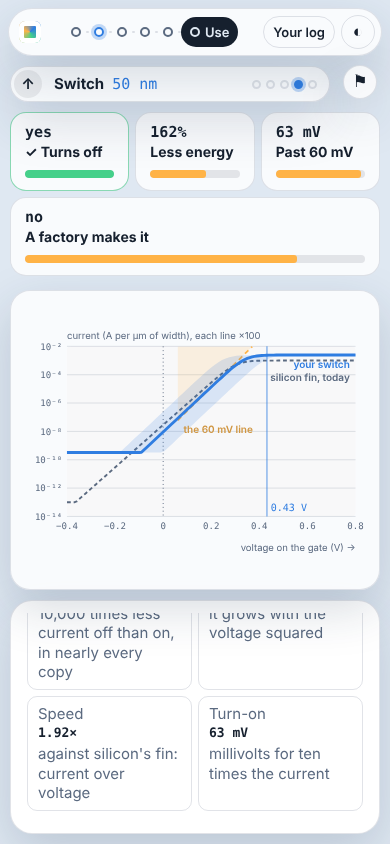 Use
Your log
Switch 50 nm
yes
✓ Turns off
162%
Less energy
63 mV
Past 60 mV
no
A factory makes it
current (A per µm of width), each line ×100
10⁻²
10⁻⁴
10⁻⁶
10⁻⁸
10⁻¹⁰
10⁻¹²
10⁻¹⁴
your switch
silicon fin, today
the 60 mV line
0.43 V
−0.4
−0.2
0
0.2
0.4
0.6
0.8
voltage on the gate (V) →
10,000 times less
current off than on,
in nearly every
copy
it grows with the
voltage squared
Speed
1.92×
against silicon's fin:
current over
voltage
Turn-on
63 mV
millivolts for ten
times the current